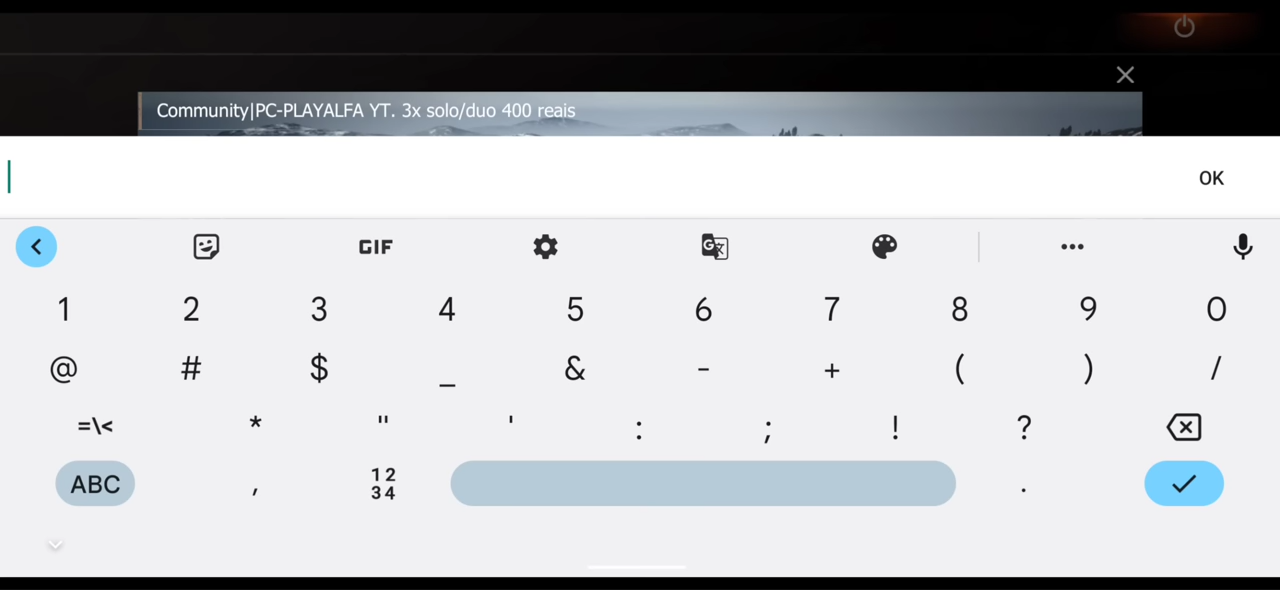 Community|PC-PLAYALFA YT. 3x solo/duo 400 reais
OK
GIF
1 2 3 4 5 6 7 8 9 0
@ # $ _ & - + ( ) /
=\< * " ' : ; ! ?
ABC , 12 .
34